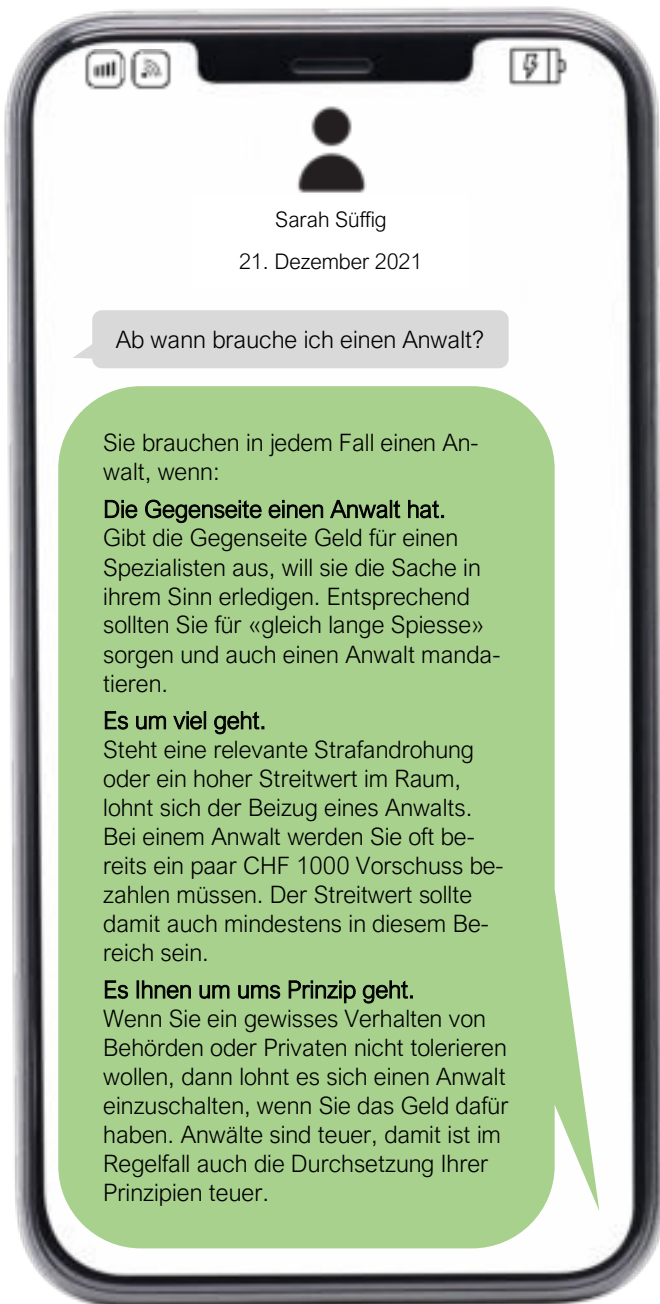 Sarah Süffig
21. Dezember 2021
Ab wann brauche ich einen Anwalt?
Sie brauchen in jedem Fall einen An-
walt, wenn:
Die Gegenseite einen Anwalt hat.
Gibt die Gegenseite Geld für einen
Spezialisten aus, will sie die Sache in
ihrem Sinn erledigen. Entsprechend
sollten Sie für «gleich lange Spiesse»
sorgen und auch einen Anwalt manda-
tieren.
Es um viel geht.
Steht eine relevante Strafandrohung
oder ein hoher Streitwert im Raum,
lohnt sich der Beizug eines Anwalts.
Bei einem Anwalt werden Sie oft be-
reits ein paar CHF 1000 Vorschuss be-
zahlen müssen. Der Streitwert sollte
damit auch mindestens in diesem Be-
reich sein.
Es Ihnen um ums Prinzip geht.
Wenn Sie ein gewisses Verhalten von
Behörden oder Privaten nicht tolerieren
wollen, dann lohnt es sich einen Anwalt
einzuschalten, wenn Sie das Geld dafür
haben. Anwälte sind teuer, damit ist im
Regelfall auch die Durchsetzung Ihrer
Prinzipien teuer.